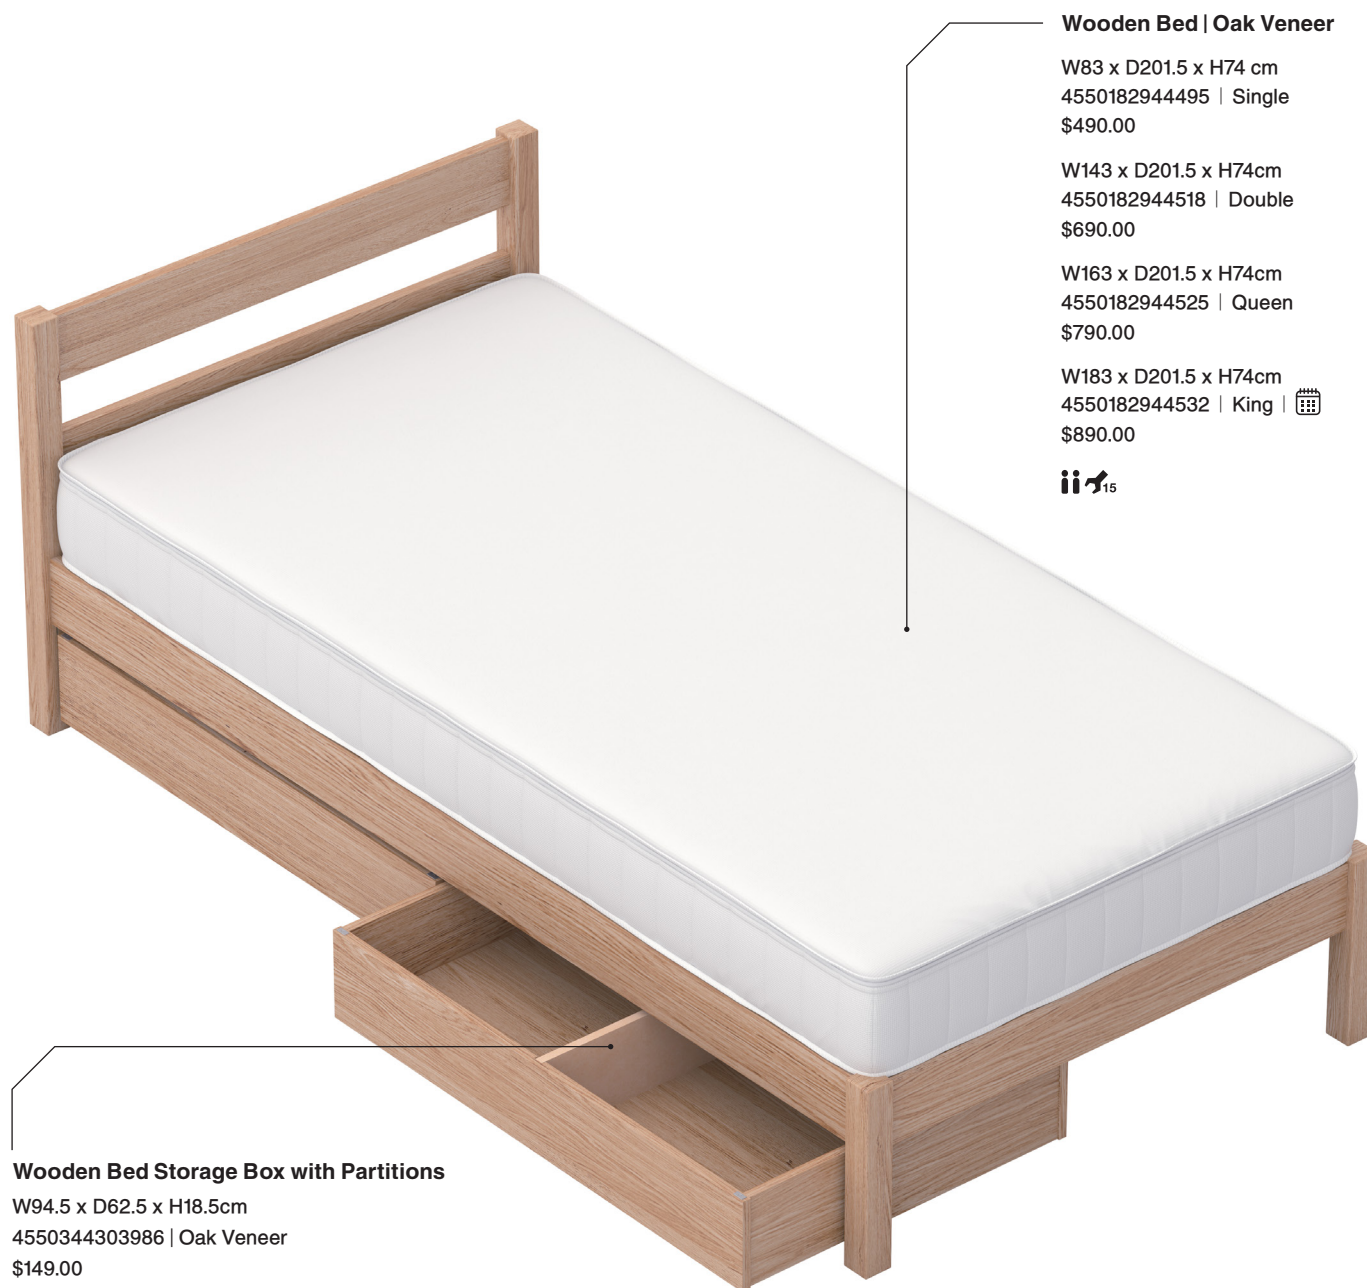 Wooden Bed | Oak Veneer
W83 x D201.5 x H74 cm
4550182944495 | Single
$490.00
W143 x D201.5 x H74cm
4550182944518 | Double
$690.00
W163 x D201.5 x H74cm
4550182944525 | Queen
$790.00
W183 x D201.5 x H74cm
4550182944532 | King |
$890.00
15
Wooden Bed Storage Box with Partitions
W94.5 x D62.5 x H18.5cm
4550344303986 | Oak Veneer
$149.00